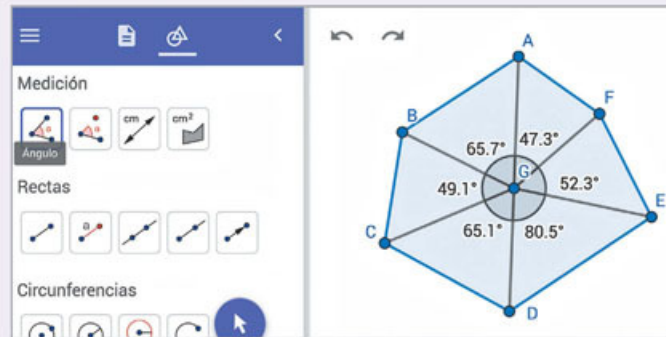 Medición
a
a
cm
cm²
Ángulo
Rectas
a
Circunferencias
A
F
B
47.3°
65.7°
G
49.1°
52.3°
E
C
65.1°
80.5°
D